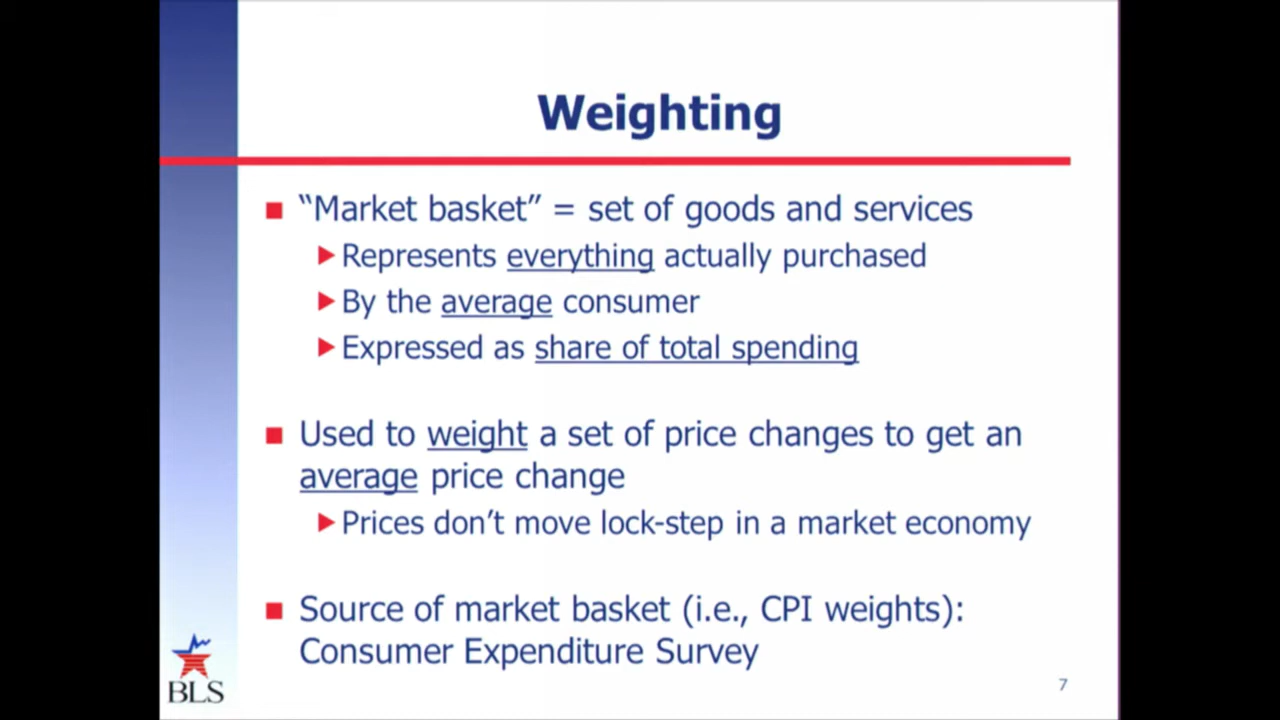 Weighting
“Market basket” = set of goods and services
Represents everything actually purchased
By the average consumer
Expressed as share of total spending
Used to weight a set of price changes to get an
average price change
Prices don’t move lock-step in a market economy
Source of market basket (i.e., CPI weights):
Consumer Expenditure Survey
BLS
7